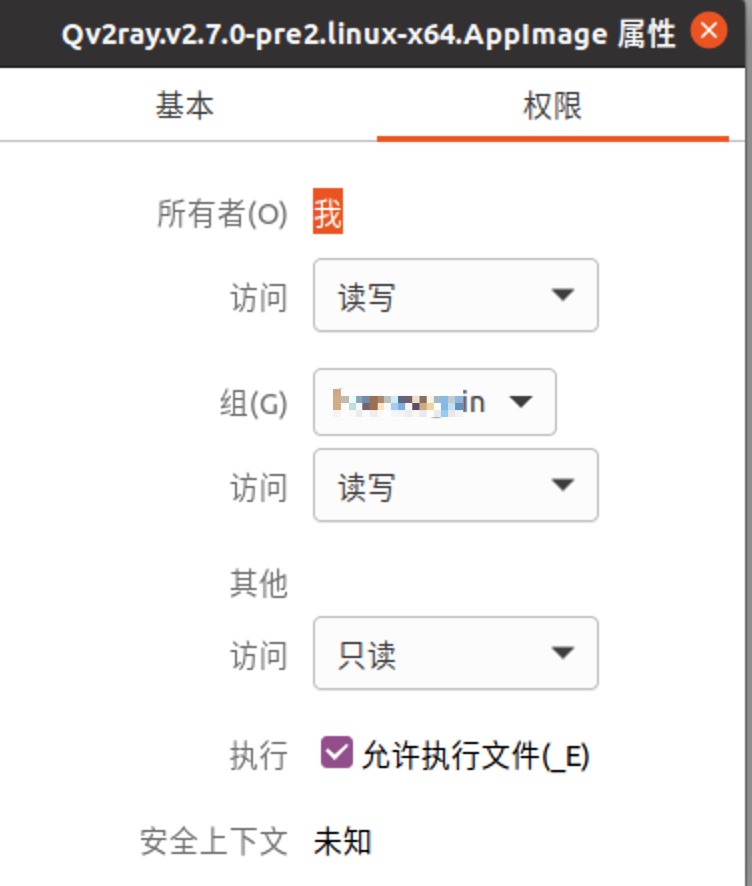 Qv2ray.v2.7.0-pre2.linux-x64.AppImage 属性
基本 权限
所有者(O) 我
访问 读写
组(G) in
访问 读写
其他
访问 只读
执行 允许执行文件(_E)
安全上下文 未知